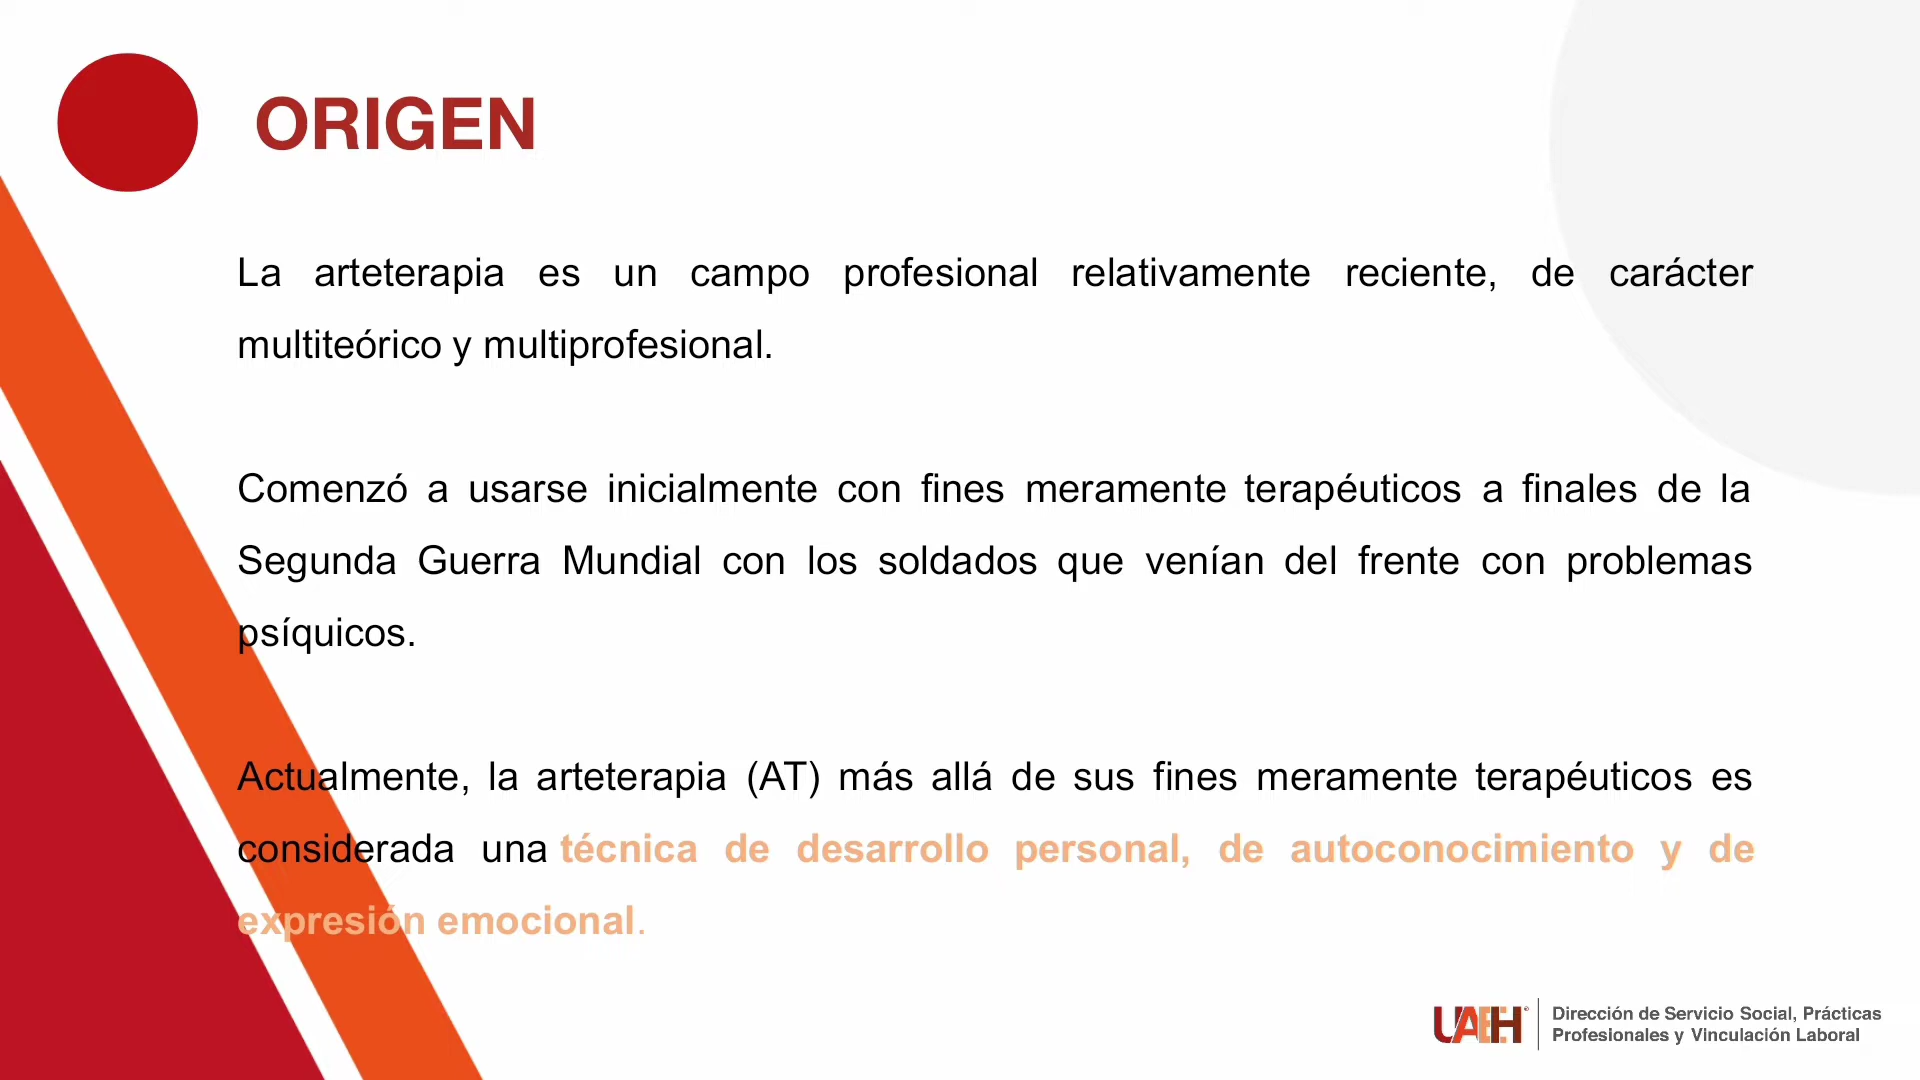 ORIGEN
La arteterapia es un campo profesional relativamente reciente, de carácter
multiteórico y multiprofesional.
Comenzó a usarse inicialmente con fines meramente terapéuticos a finales de la
Segunda Guerra Mundial con los soldados que venían del frente con problemas
psíquicos.
Actualmente, la arteterapia (AT) más allá de sus fines meramente terapéuticos es
considerada una técnica de desarrollo personal, de autoconocimiento y de
expresión emocional.
UAEH
Dirección de Servicio Social, Prácticas
Profesionales y Vinculación Laboral